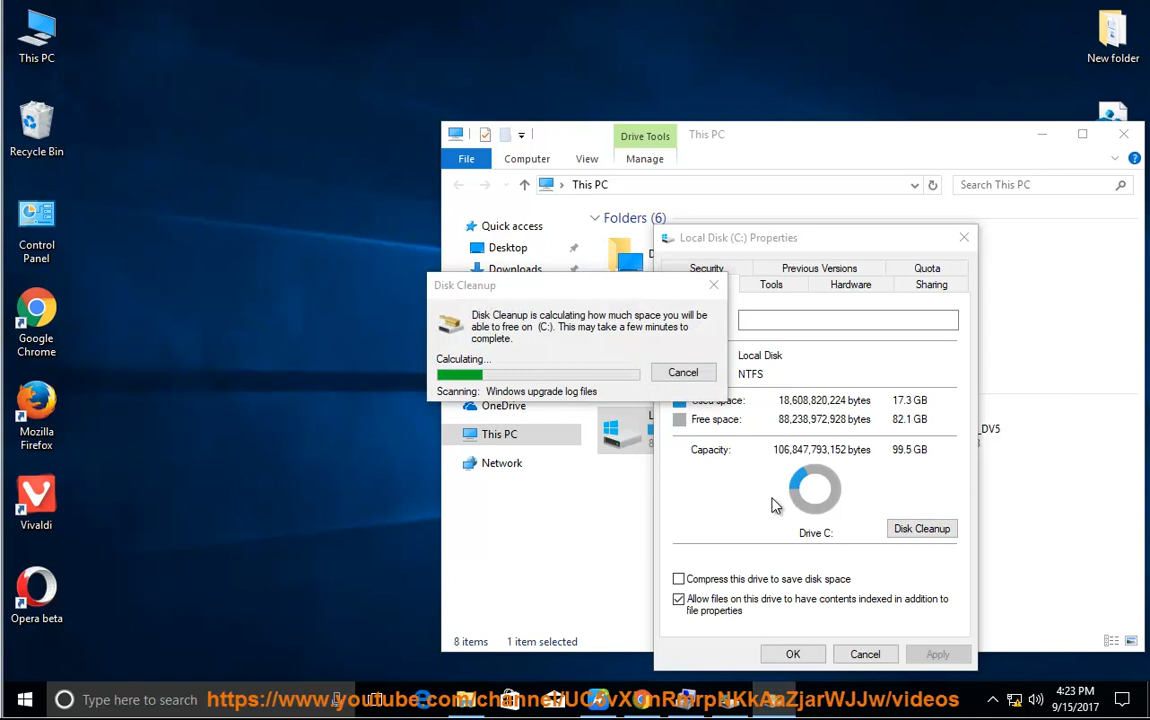 This PC
Recycle Bin
Control
Panel
Google
Chrome
Mozilla
Firefox
Vivaldi
Opera beta
New folder
Drive Tools
This PC
File
Computer
View
Manage
This PC
Search This PC
Quick access
Desktop
Downloads
OneDrive
This PC
Network
Folders (6)
D
L
_DV5
8 items
1 item selected
Local Disk (C:) Properties
Security
Previous Versions
Quota
Tools
Hardware
Sharing
Local Disk
NTFS
Used space:
18,608,820,224 bytes
17.3 GB
Free space:
88,238,972,928 bytes
82.1 GB
Capacity:
106,847,793,152 bytes
99.5 GB
Drive C:
Disk Cleanup
Compress this drive to save disk space
Allow files on this drive to have contents indexed in addition to
file properties
OK
Cancel
Apply
Disk Cleanup
Disk Cleanup is calculating how much space you will be
able to free on (C:). This may take a few minutes to
complete.
Calculating...
Cancel
Scanning: Windows upgrade log files
Type here to search
4:23 PM
9/15/2017